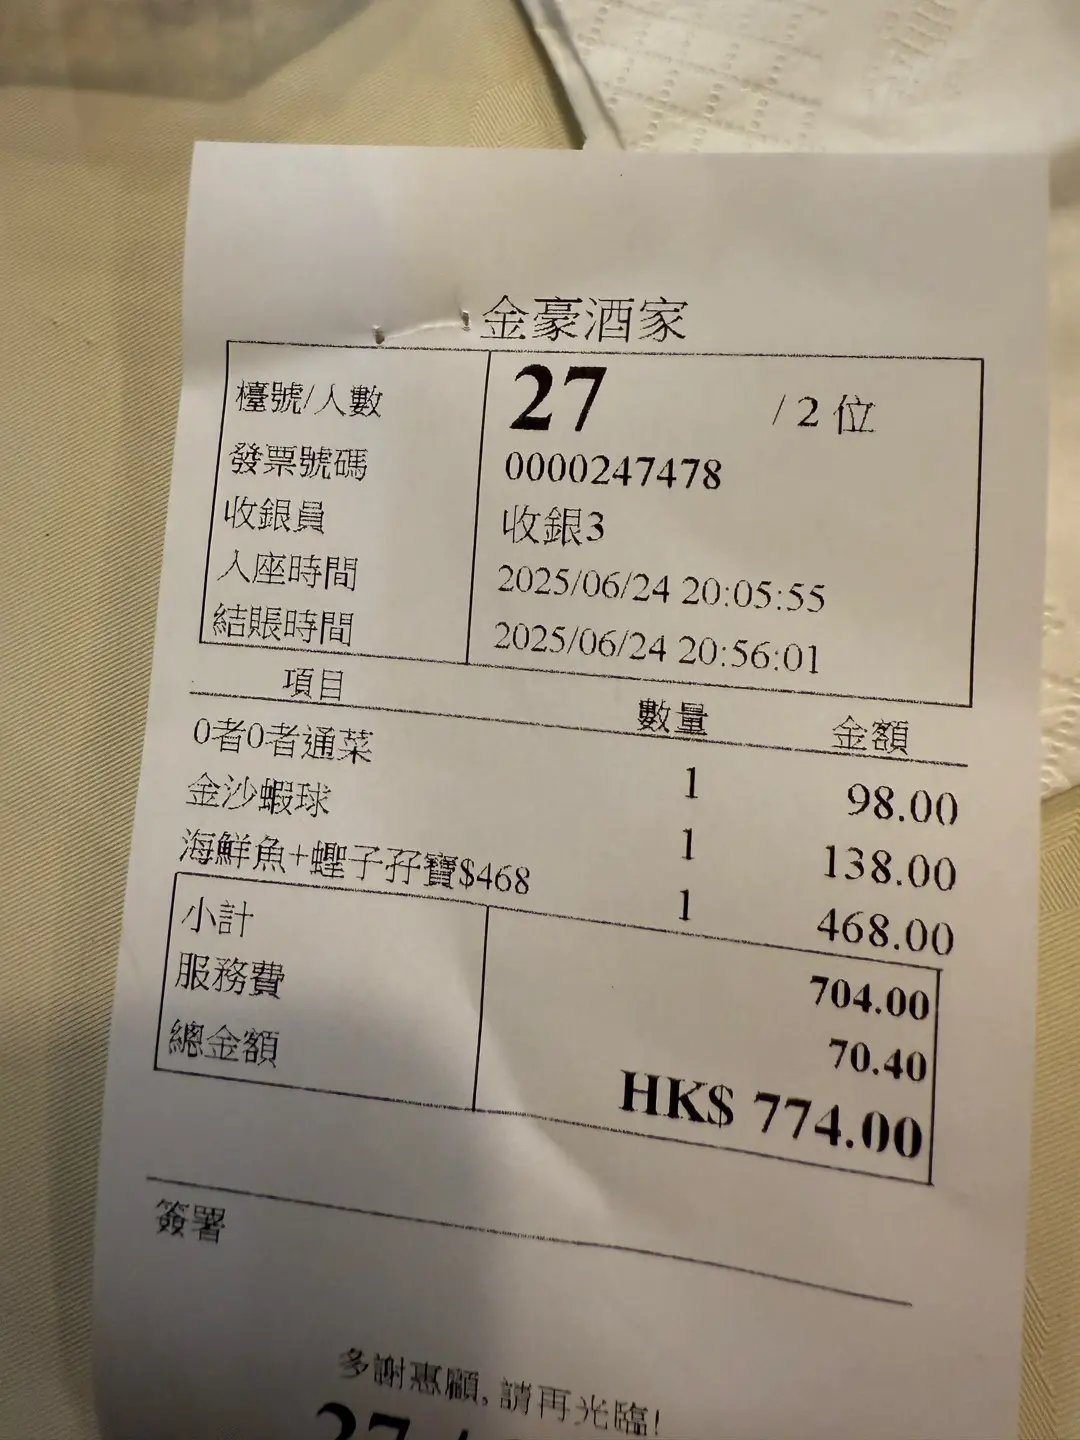 金豪酒家
檯號/人數 27 / 2 位
發票號碼 0000247478
收銀員 收銀3
入座時間 2025/06/24 20:05:55
結賬時間 2025/06/24 20:56:01
項目 數量 金額
0者0者通菜 1 98.00
金沙蝦球 1 138.00
海鮮魚+蟶子孖寶$468 1 468.00
小計 704.00
服務費 70.40
總金額 HK$ 774.00
簽署
多謝惠顧, 請再光臨!
27 /